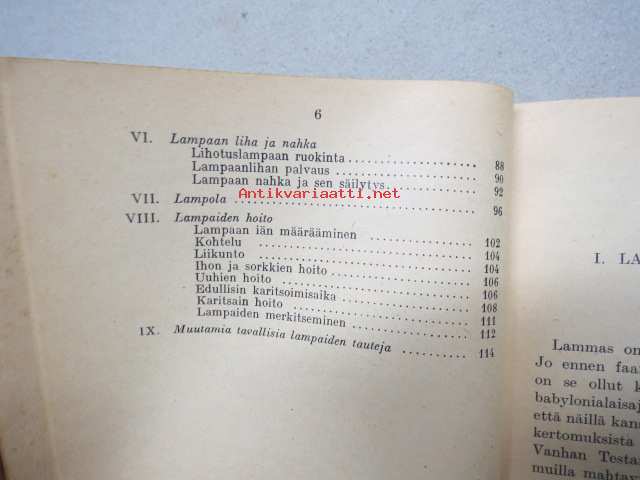 6
VI. Lampaan liha ja nahka
Lihotuslampaan ruokinta 88
Lampaanlihan palvaus 90
Lampaan nahka ja sen säilytys 92
Antikvariaatti.net
VII. Lampola 96
VIII. Lampaiden hoito
Lampaan iän määrääminen 102
Kohtelu 104
Liikunto 104
Ihon ja sorkkien hoito 104
Uuhien hoito 106
Edullisin karitsoimisaika 106
Karitsain hoito 108
Lampaiden merkitseminen 111
112
IX. Muutamia tavallisia lampaiden tauteja 114
I. LA
Lammas on
Jo ennen faa
on se ollut k
babylonialaisaj
että näillä kans
kertomuksista
Vanhan Testa
muilla mahtav